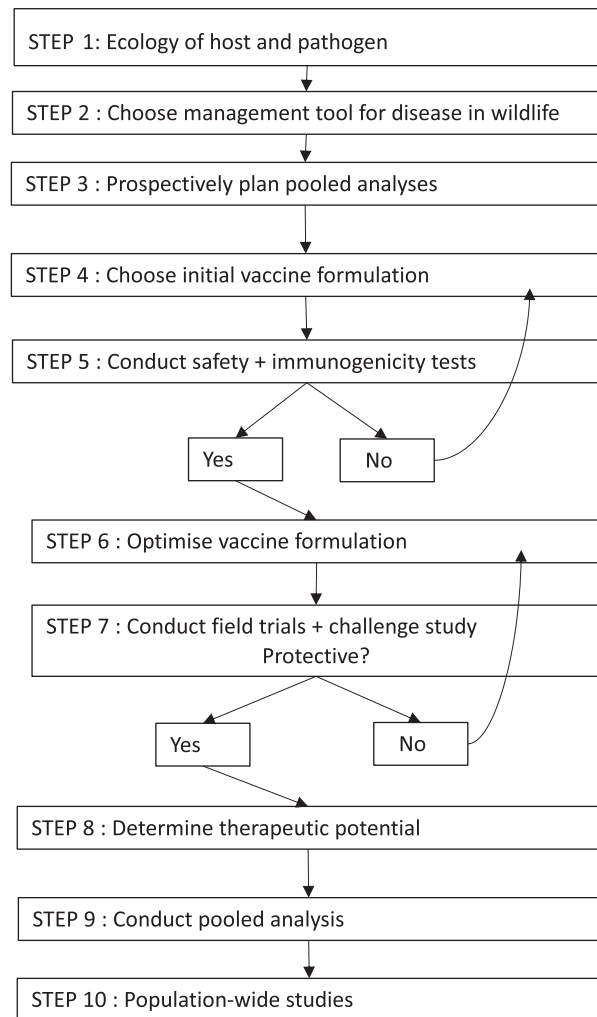 STEP 1: Ecology of host and pathogen
STEP 2 : Choose management tool for disease in wildlife
STEP 3 : Prospectively plan pooled analyses
STEP 4 : Choose initial vaccine formulation
STEP 5 : Conduct safety + immunogenicity tests
Yes
No
STEP 6 : Optimise vaccine formulation
STEP 7 : Conduct field trials + challenge study
Protective?
Yes
No
STEP 8 : Determine therapeutic potential
STEP 9 : Conduct pooled analysis
STEP 10 : Population-wide studies